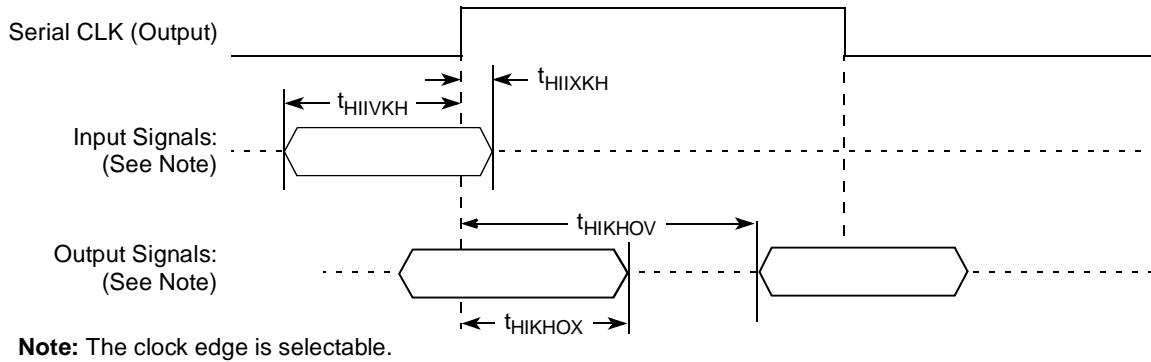 Serial CLK (Output)
tHIIXKH
tHIIVKH
Input Signals:
(See Note)
tHIKHOV
Output Signals:
(See Note)
tHIKHOX
Note: The clock edge is selectable.